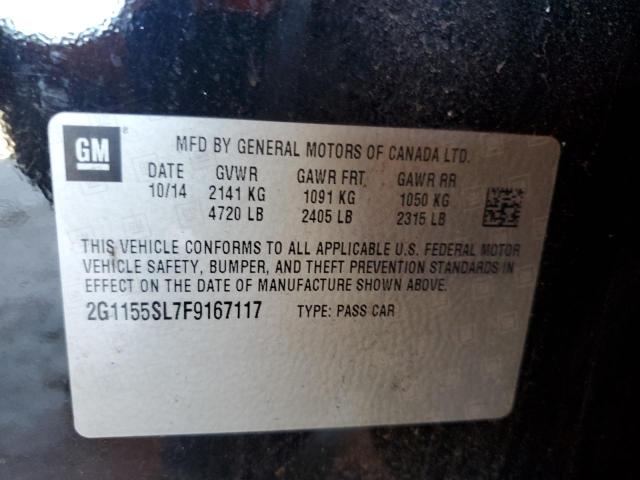 GM ®
MFD BY GENERAL MOTORS OF CANADA LTD.
DATE GVWR GAWR FRT GAWR RR
10/14 2141 KG 1091 KG 1050 KG
4720 LB 2405 LB 2315 LB
THIS VEHICLE CONFORMS TO ALL APPLICABLE U.S. FEDERAL MOTOR
VEHICLE SAFETY, BUMPER, AND THEFT PREVENTION STANDARDS IN
EFFECT ON THE DATE OF MANUFACTURE SHOWN ABOVE.
2G1155SL7F9167117 TYPE: PASS CAR